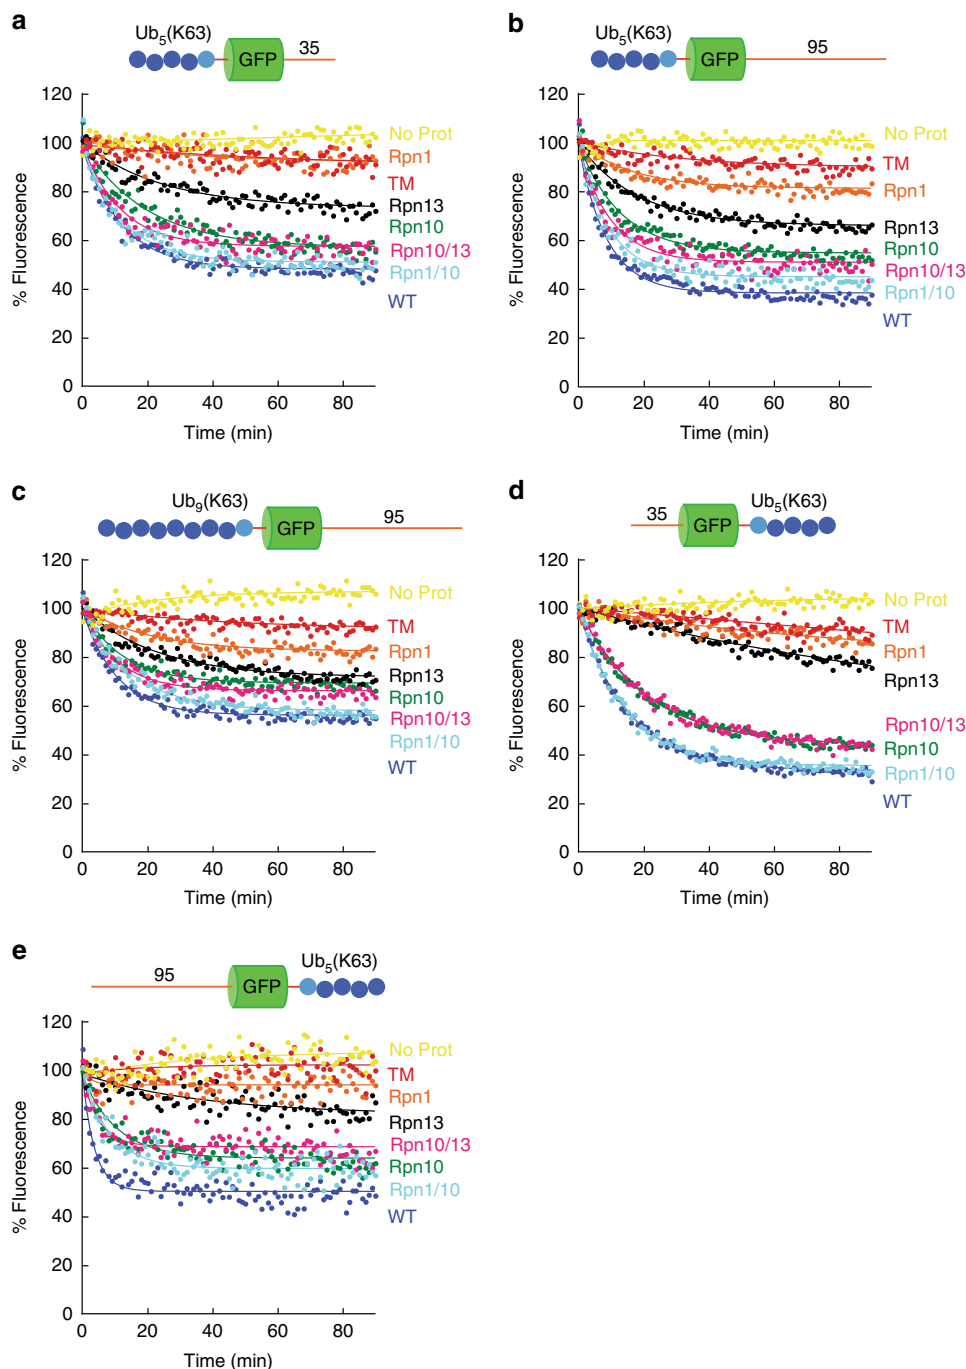 a
Ub5(K63)
GFP
35
120
100
80
60
40
20
0
% Fluorescence
0 20 40 60 80
Time (min)
No Prot
Rpn1
TM
Rpn13
Rpn10
Rpn10/13
Rpn1/10
WT
b
Ub5(K63)
GFP
95
120
100
80
60
40
20
0
% Fluorescence
0 20 40 60 80
Time (min)
No Prot
TM
Rpn1
Rpn13
Rpn10
Rpn10/13
Rpn1/10
WT
c
Ub9(K63)
GFP
95
120
100
80
60
40
20
0
% Fluorescence
0 20 40 60 80
Time (min)
No Prot
TM
Rpn1
Rpn13
Rpn10
Rpn10/13
Rpn1/10
WT
d
35
GFP
Ub5(K63)
120
100
80
60
40
20
0
% Fluorescence
0 20 40 60 80
Time (min)
No Prot
TM
Rpn1
Rpn13
Rpn10/13
Rpn10
Rpn1/10
WT
e
95
GFP
Ub5(K63)
120
100
80
60
40
20
0
% Fluorescence
0 20 40 60 80
Time (min)
No Prot
TM
Rpn1
Rpn13
Rpn10/13
Rpn10
Rpn1/10
WT